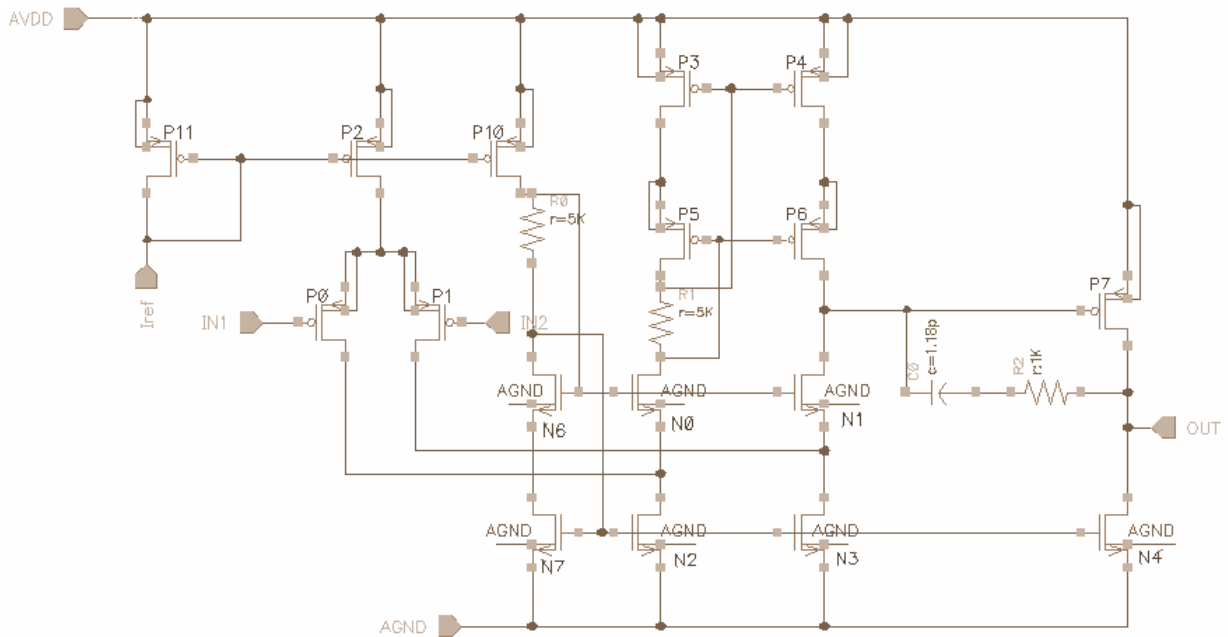 AVDD
P3
P4
P11
P2
P10
R0
r=5K
P5
P6
Iref
P0
P1
IN1
IN2
R1
r=5K
P7
C0
c=1.18p
R2
r:1K
AGND
AGND
AGND
N6
N0
N1
OUT
AGND
AGND
AGND
AGND
N7
N2
N3
N4
AGND